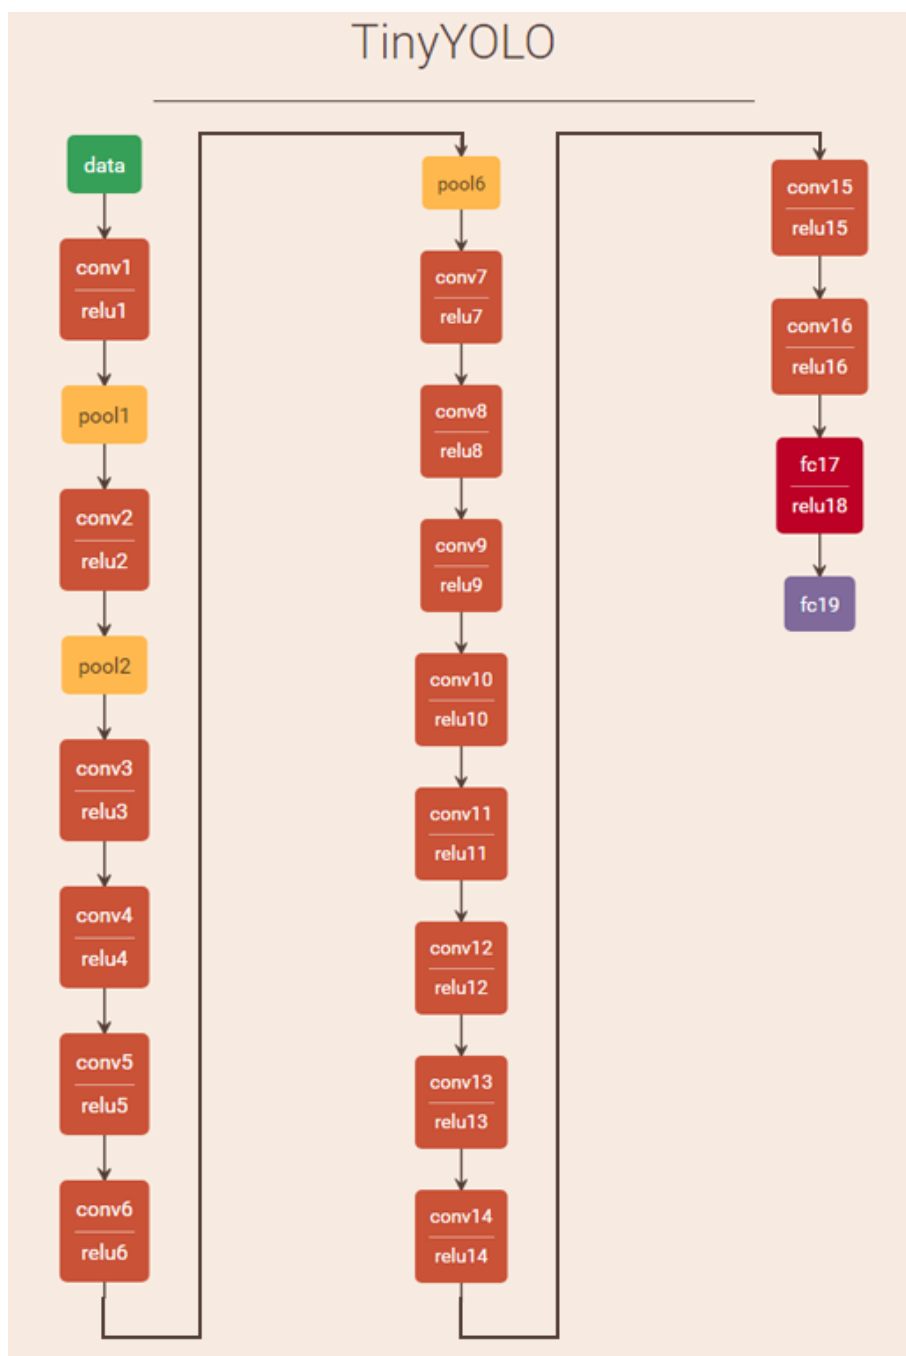 TinyYOLO
data
conv1
relu1
pool1
conv2
relu2
pool2
conv3
relu3
conv4
relu4
conv5
relu5
conv6
relu6
pool6
conv7
relu7
conv8
relu8
conv9
relu9
conv10
relu10
conv11
relu11
conv12
relu12
conv13
relu13
conv14
relu14
conv15
relu15
conv16
relu16
fc17
relu18
fc19